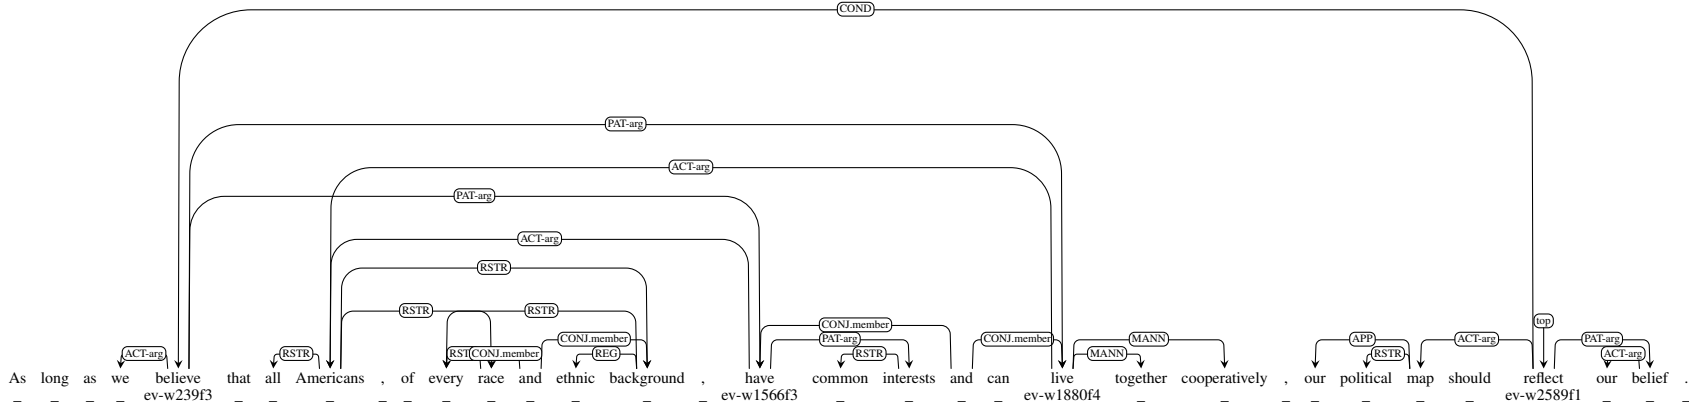 COND
PAT-arg
ACT-arg
PAT-arg
ACT-arg
RSTR
RSTR RSTR
top
CONJ.member
CONJ.member PAT-arg CONJ.member MANN APP ACT-arg PAT-arg
ACT-arg RSTR RST CONJ.member REG RSTR MANN RSTR ACT-arg
As long as we believe that all Americans , of every race and ethnic background , have common interests and can live together cooperatively , our political map should reflect our belief .
_ _ _ _ ev-w239f3 _ _ _ _ _ _ _ _ _ _ _ ev-w1566f3 _ _ _ _ ev-w1880f4 _ _ _ _ _ _ _ ev-w2589f1 _ _ _